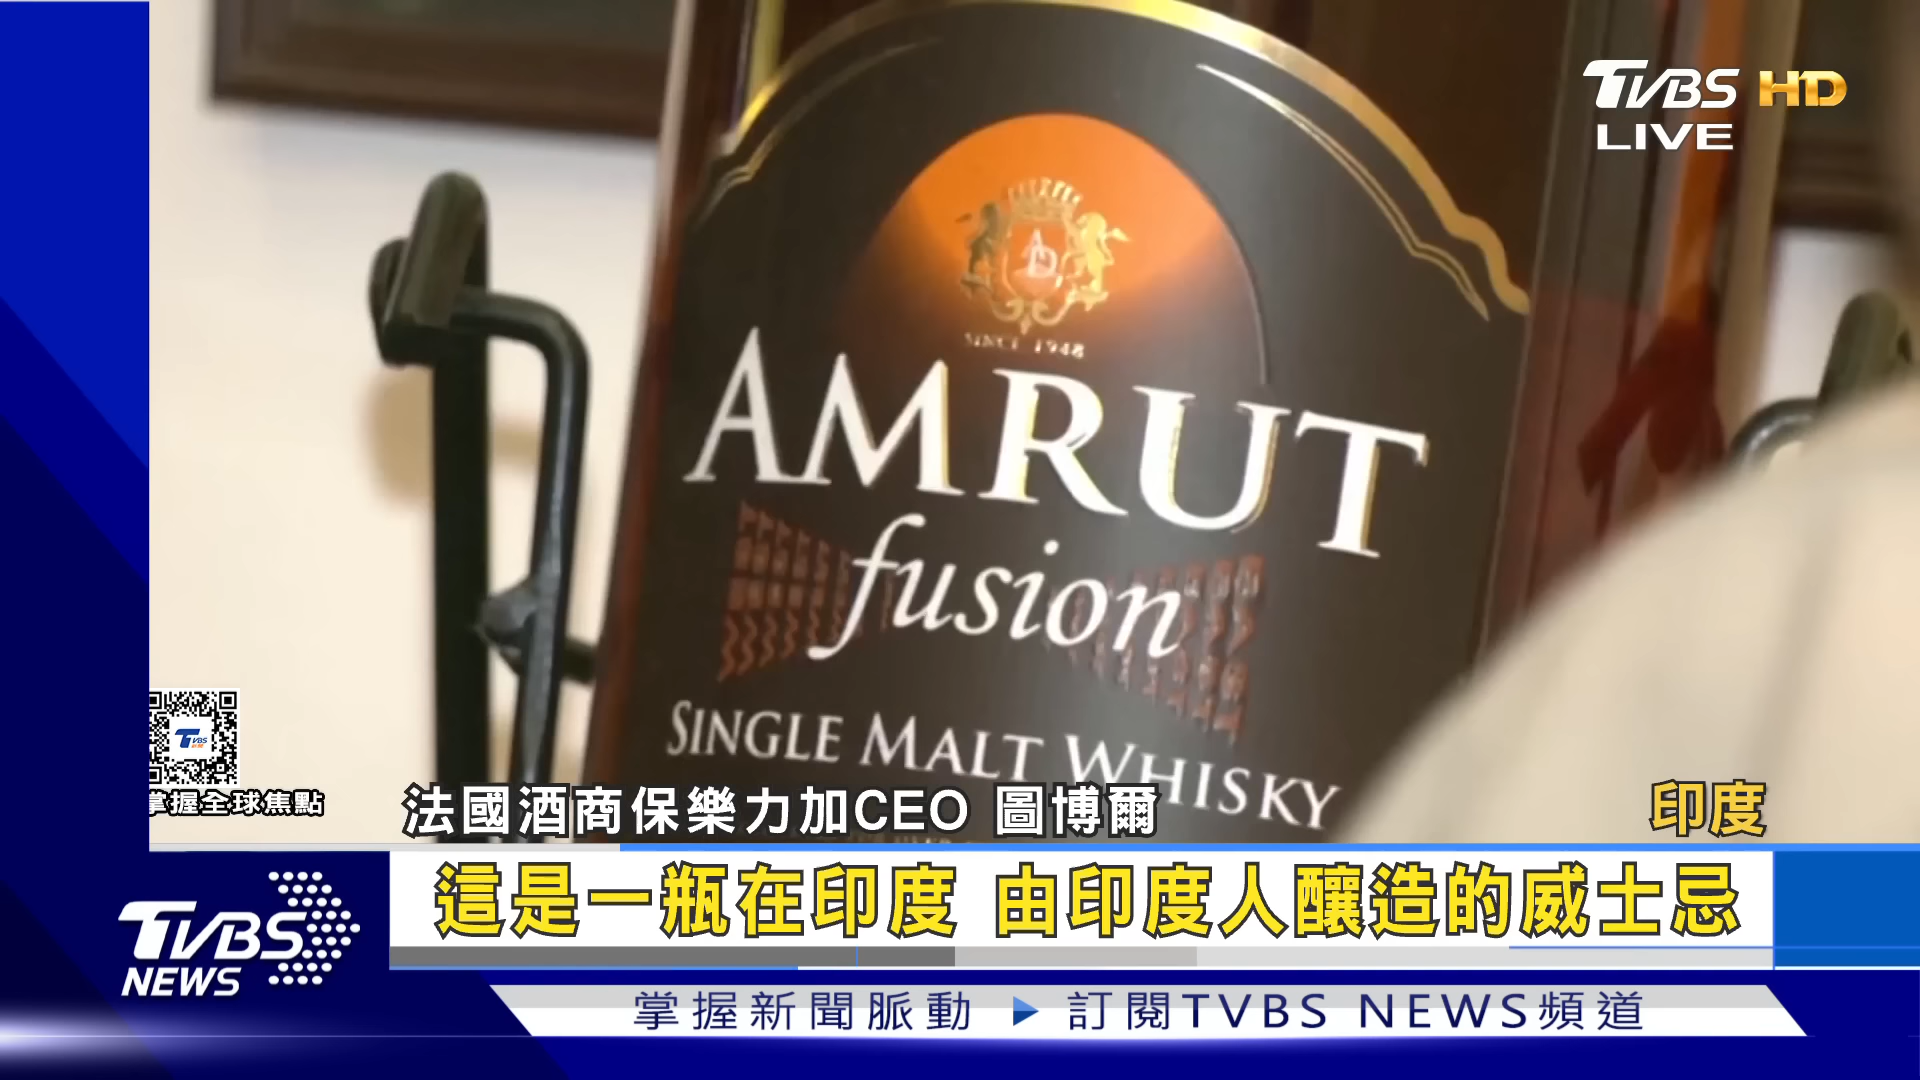 TVBS HD
LIVE
AD
SINCE 1948
AMRUT
fusion
SINGLE MALT WHISKY
TVBS
掌握全球焦點
法國酒商保樂力加CEO 圖博爾
印度
這是一瓶在印度 由印度人釀造的威士忌
TVBS
NEWS
掌握新聞脈動 ▶ 訂閱TVBS NEWS頻道